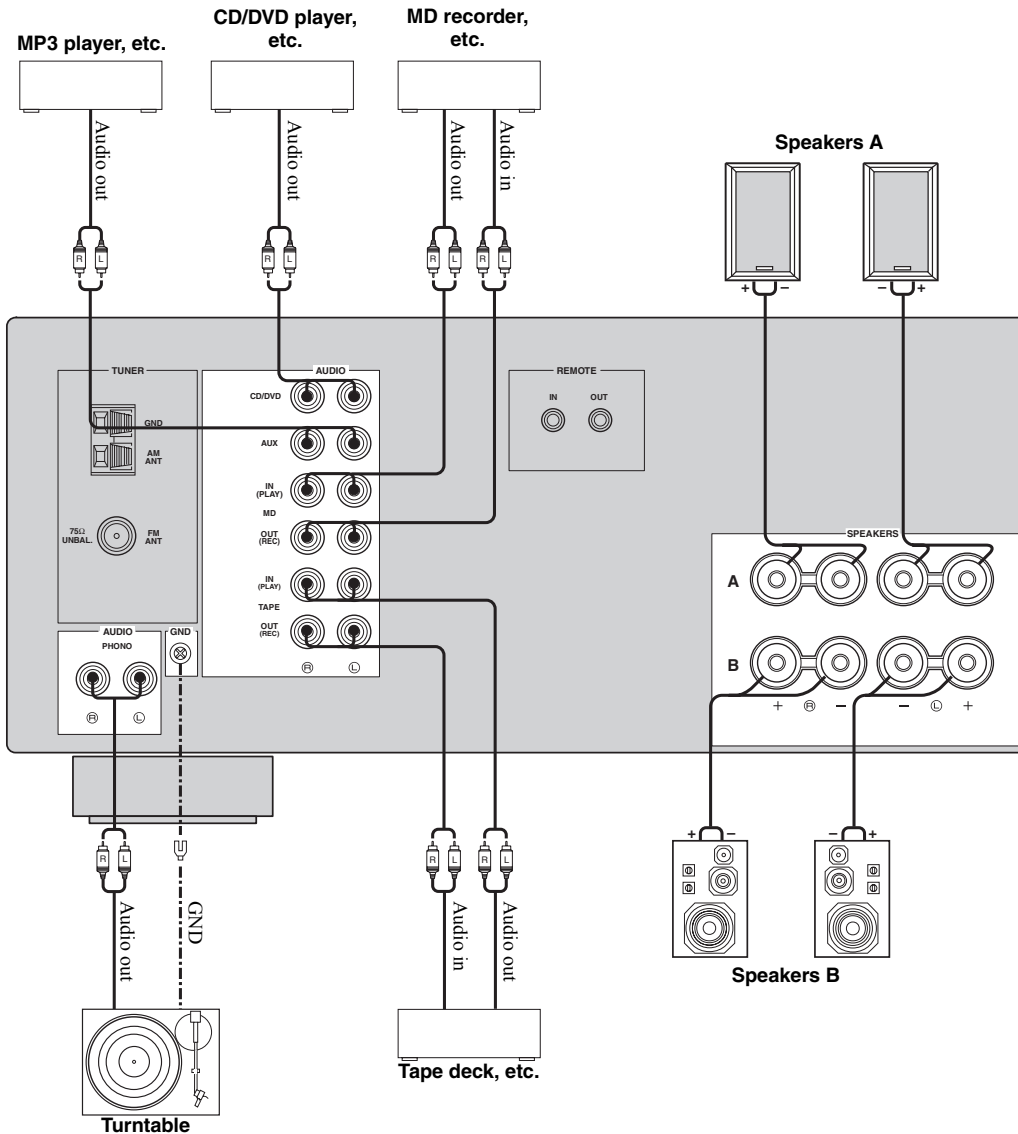 MP3 player, etc.
CD/DVD player,
etc.
MD recorder,
etc.
Audio out
Audio out
Audio out
Audio in
R L
R L
R L
R L
Speakers A
+ –
– +
TUNER
GND
AM
ANT
75Ω
UNBAL.
FM
ANT
AUDIO
CD/DVD
AUX
IN
(PLAY)
MD
OUT
(REC)
IN
(PLAY)
TAPE
OUT
(REC)
R L
REMOTE
IN OUT
SPEAKERS
A
B
+ R – – L +
AUDIO
PHONO
R L
GND
R L
R L
R L
Audio out
GND
Audio in
Audio out
+ –
– +
Speakers B
Turntable
Tape deck, etc.